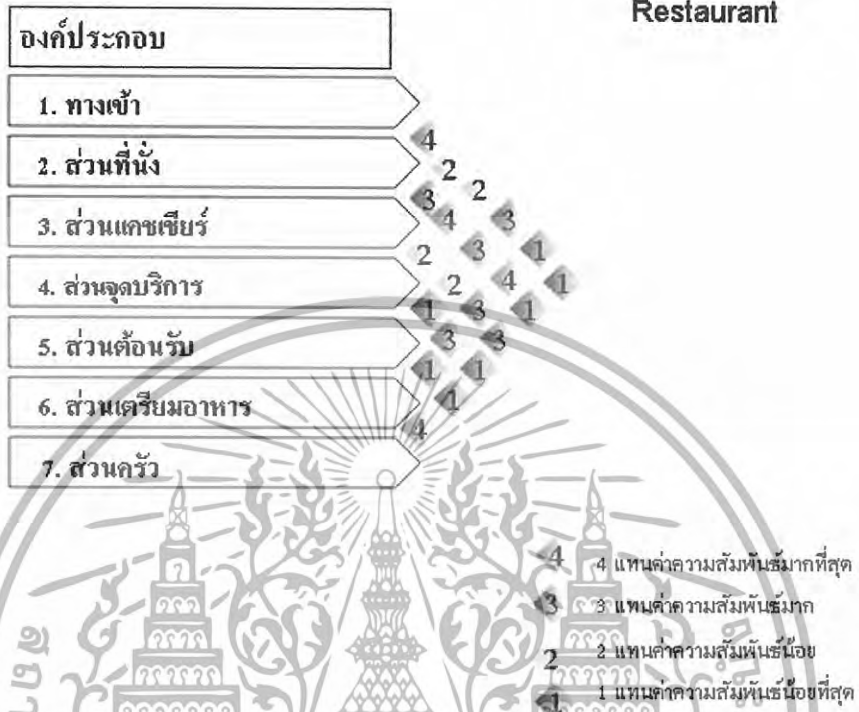 Restaurant
องค์ประกอบ
1. ทางเข้า
4
2. ส่วนที่นั่ง
2
2
3
3. ส่วนแคชเชียร์
4 3
2 3 1
4. ส่วนจุดบริการ
2 4 1
1 3 1
5. ส่วนต้อนรับ
3 3
1 1
6. ส่วนเตรียมอาหาร
1
4
7. ส่วนครัว
4 4 แทนค่าความสัมพันธ์มากที่สุด
3 3 แทนค่าความสัมพันธ์มาก
2 2 แทนค่าความสัมพันธ์น้อย
1 1 แทนค่าความสัมพันธ์น้อยที่สุด